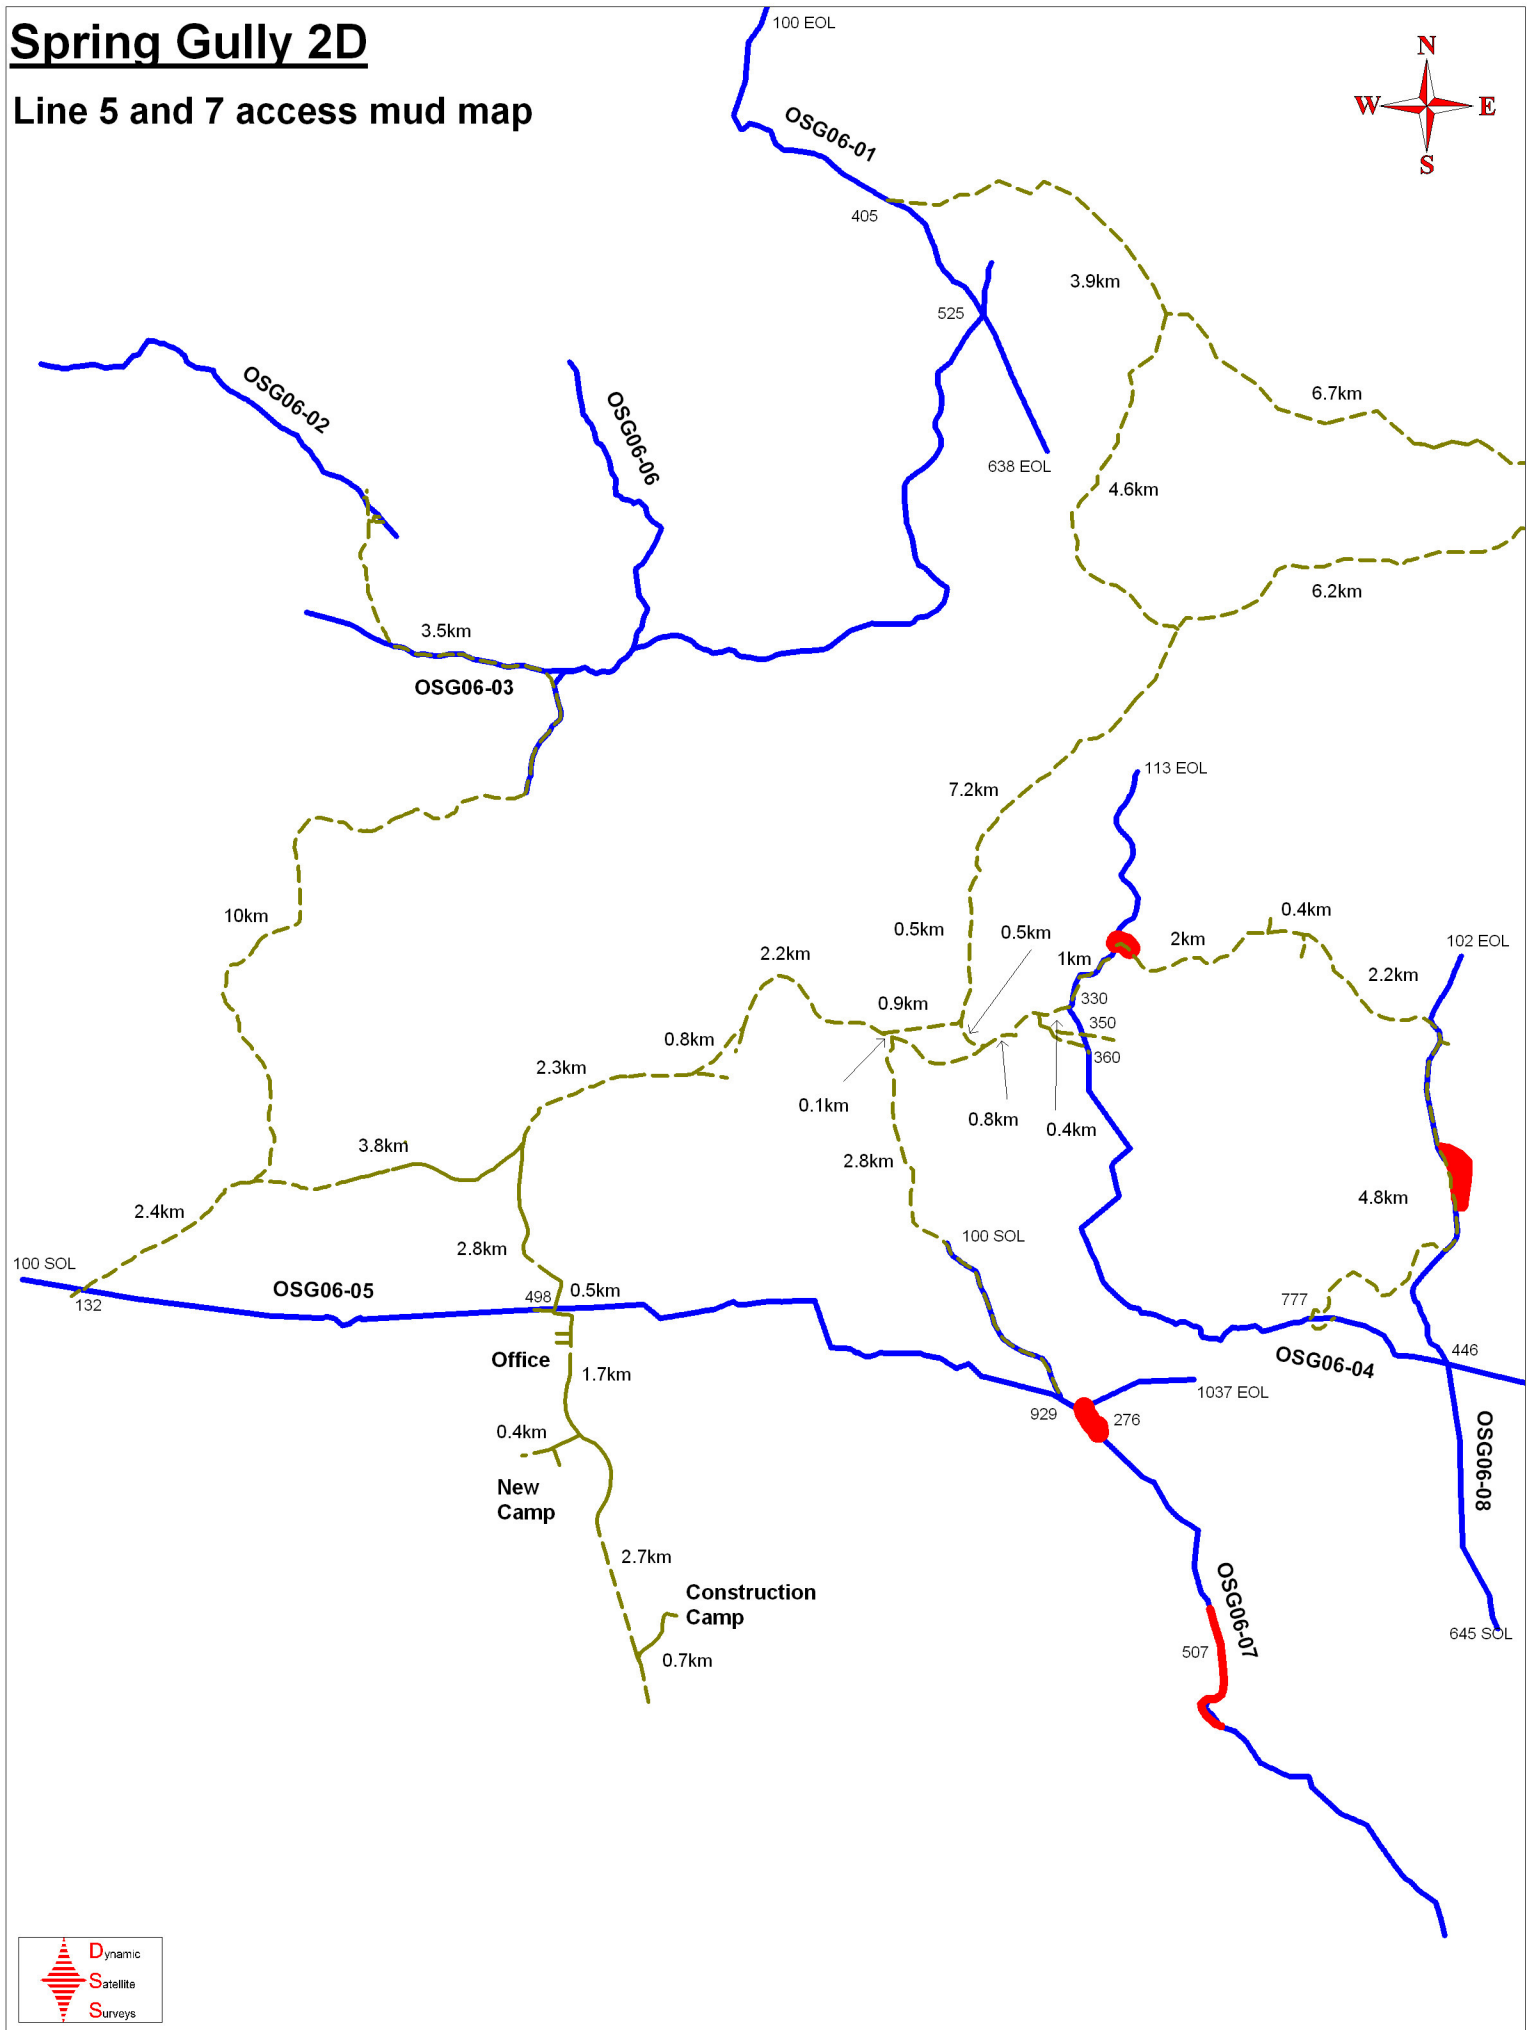 Spring Gully 2D
Line 5 and 7 access mud map
100 EOL
N
W
E
S
OSG06-01
405
3.9km
525
6.7km
OSG06-02
OSG06-06
638 EOL
4.6km
6.2km
3.5km
OSG06-03
113 EOL
7.2km
10km
0.4km
0.5km
0.5km
2km
102 EOL
2.2km
1km
2.2km
0.9km
330
350
0.8km
360
2.3km
0.1km
0.8km
0.4km
3.8km
2.8km
4.8km
2.4km
100 SOL
2.8km
100 SOL
OSG06-05
498
0.5km
132
777
Office
1.7km
OSG06-04
446
1037 EOL
929
276
0.4km
OSG06-08
New
Camp
2.7km
Construction
Camp
OSG06-07
645 SOL
507
0.7km
Dynamic
Satellite
Surveys